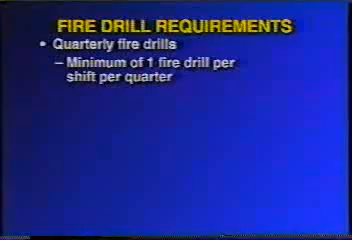 FIRE DRILL REQUIREMENTS
• Quarterly fire drills
– Minimum of 1 fire drill per
shift per quarter